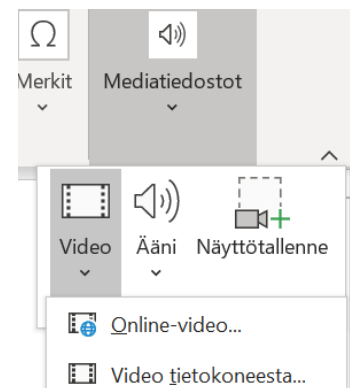 Merkit Mediatiedostot
Video Ääni Näyttötallenne
Online-video...
Video tietokoneesta...